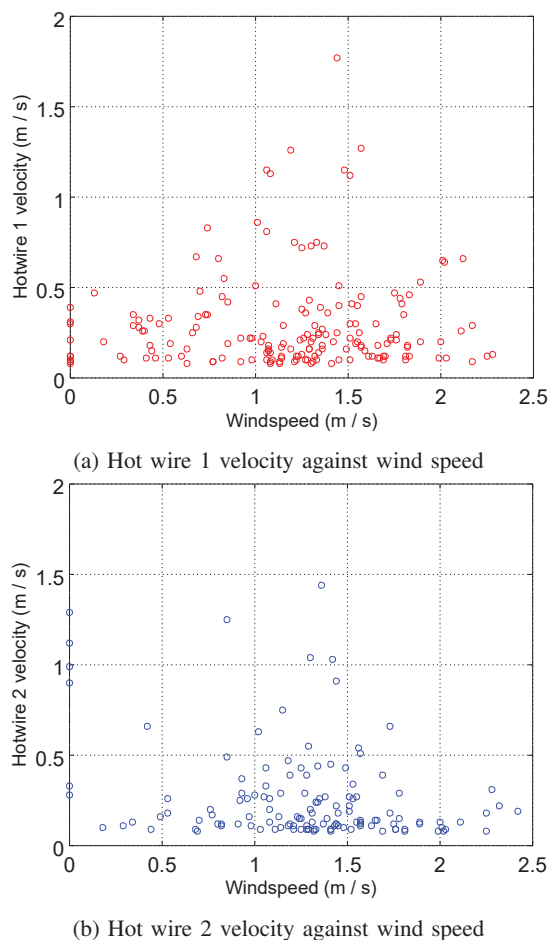 2
1.5
1
0.5
0
Hotwire 1 velocity (m / s)
0 0.5 1 1.5 2 2.5
Windspeed (m / s)
(a) Hot wire 1 velocity against wind speed
2
1.5
1
0.5
0
Hotwire 2 velocity (m / s)
0 0.5 1 1.5 2 2.5
Windspeed (m / s)
(b) Hot wire 2 velocity against wind speed